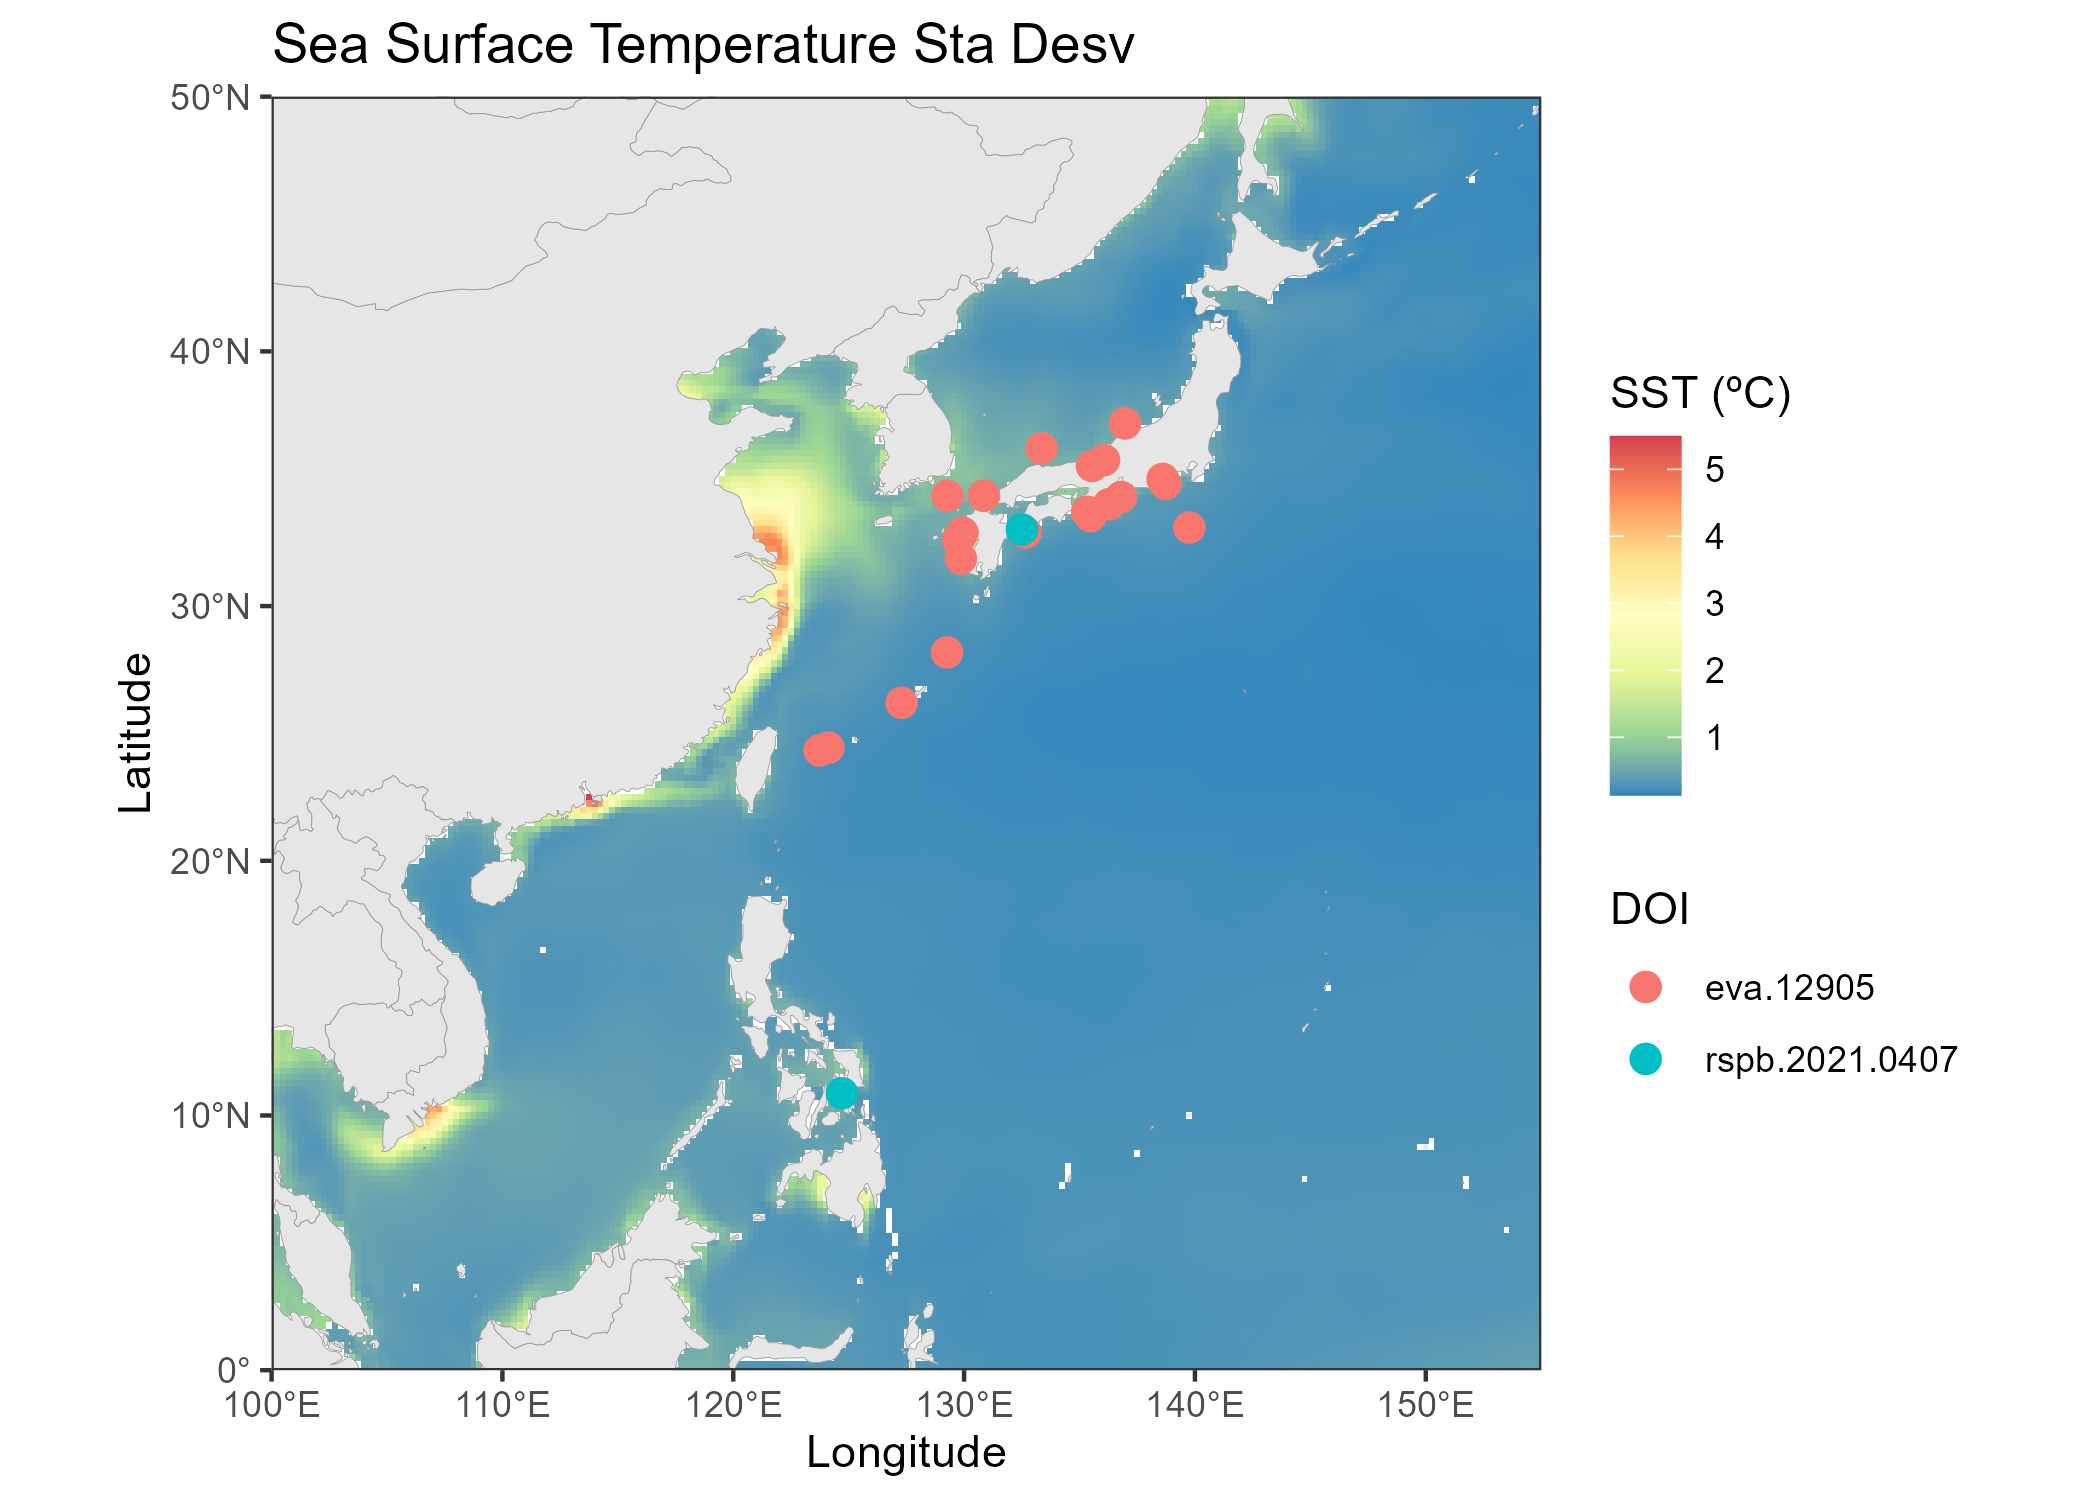 Sea Surface Temperature Sta Desv
50°N
40°N
30°N
20°N
10°N
0°
Latitude
100°E
110°E
120°E
130°E
140°E
150°E
Longitude
SST (ºC)
5
4
3
2
1
DOI
eva.12905
rspb.2021.0407